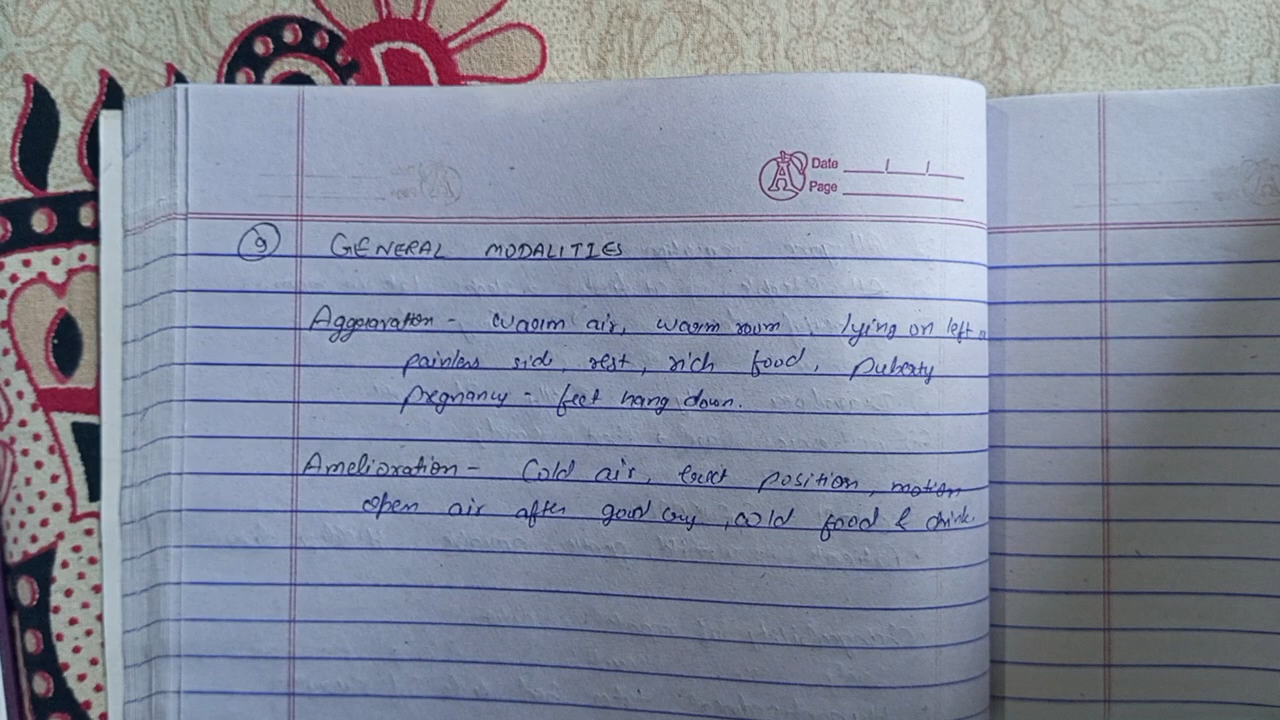 Date
Page
9 GENERAL MODALITIES
Aggravation - warm air, warm room, lying on left
painless side, rest, rich food, Puberty
pregnancy - feet hang down.
Amelioration - Cold air, erect position, motion
open air after good cry, cold food & drink.